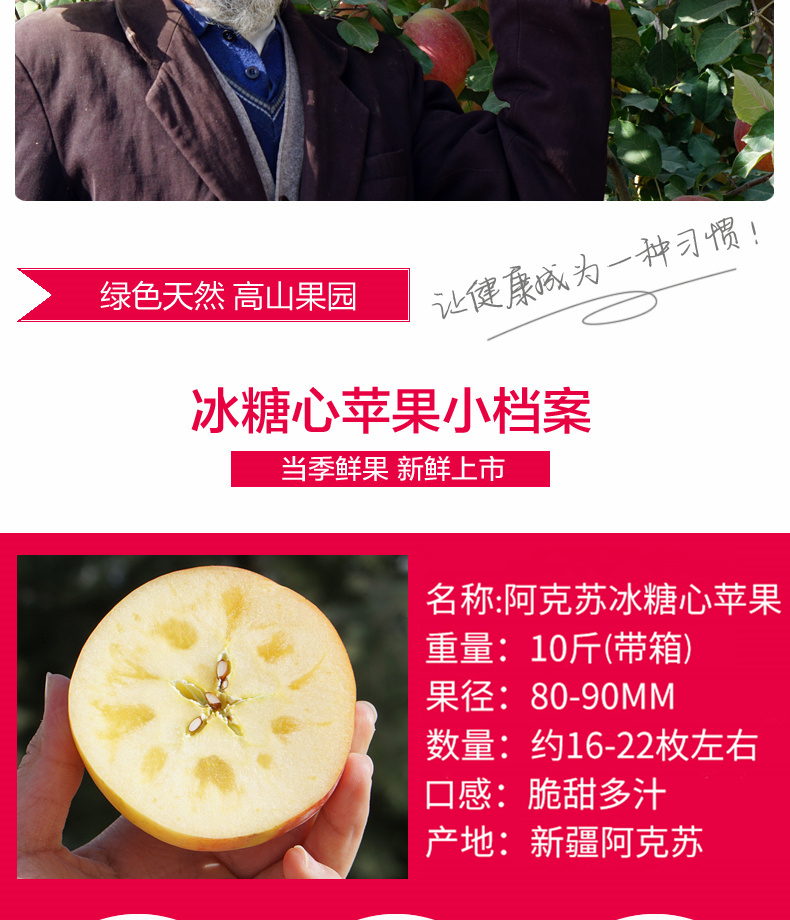 让健康成为一种习惯!
绿色天然 高山果园
冰糖心苹果小档案
当季鲜果 新鲜上市
名称:阿克苏冰糖心苹果
重量：10斤(带箱)
果径：80-90MM
数量：约16-22枚左右
口感：脆甜多汁
产地：新疆阿克苏